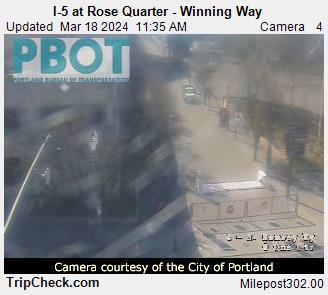 I-5 at Rose Quarter - Winning Way
Updated Mar 18 2024 11:35 AM Camera 4
PBOT
PORTLAND BUREAU OF TRANSPORTATION
Camera courtesy of the City of Portland
TripCheck.com Milepost302.00